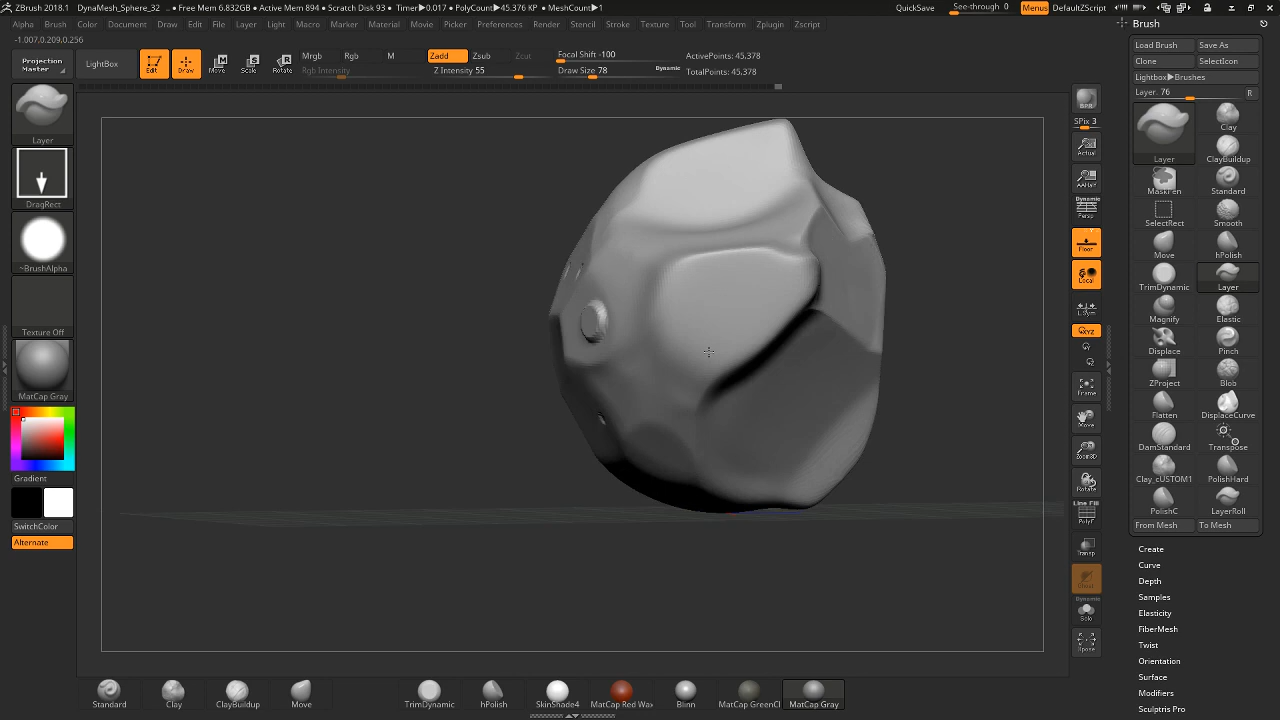 ZBrush 2018.1 DynaMesh_Sphere_32 .. • Free Mem 6.832GB • Active Mem 894 • Scratch Disk 93 • Timer▶0.017 • PolyCount▶45.376 KP • MeshCount▶1
QuickSave See-through 0 Menus DefaultZScript
Alpha Brush Color Document Draw Edit File Layer Light Macro Marker Material Movie Picker Preferences Render Stencil Stroke Texture Tool Transform Zplugin Zscript
-1.007,0.209,0.256
Projection Master
LightBox
Edit Draw Move Scale Rotate
Mrgb Rgb M
Rgb Intensity
Zadd Zsub Zcut
Z Intensity 55
Focal Shift -100
Draw Size 78 Dynamic
ActivePoints: 45,378
TotalPoints: 45,378
Layer
DragRect
~BrushAlpha
Texture Off
MatCap Gray
Gradient
SwitchColor
Alternate
BPR
SPix 3
Actual
AAHalf
Dynamic
Persp
Floor
Local
L.Sym
XYZ
Frame
Move
Zoom3D
Rotate
Line Fill
PolyF
Transp
Ghost
Dynamic
Solo
Xpose
Brush
Load Brush Save As
Clone SelectIcon
Lightbox▶Brushes
Layer. 76 R
Layer Clay
ClayBuildup
MaskPen Standard
SelectRect Smooth
Move hPolish
TrimDynamic Layer
Magnify Elastic
Displace Pinch
ZProject Blob
Flatten DisplaceCurve
DamStandard Transpose
Clay_cUSTOM1 PolishHard
PolishC LayerRoll
From Mesh To Mesh
Create
Curve
Depth
Samples
Elasticity
FiberMesh
Twist
Orientation
Surface
Modifiers
Sculptris Pro
Standard Clay ClayBuildup Move TrimDynamic hPolish SkinShade4 MatCap Red Wax Blinn MatCap GreenCl MatCap Gray